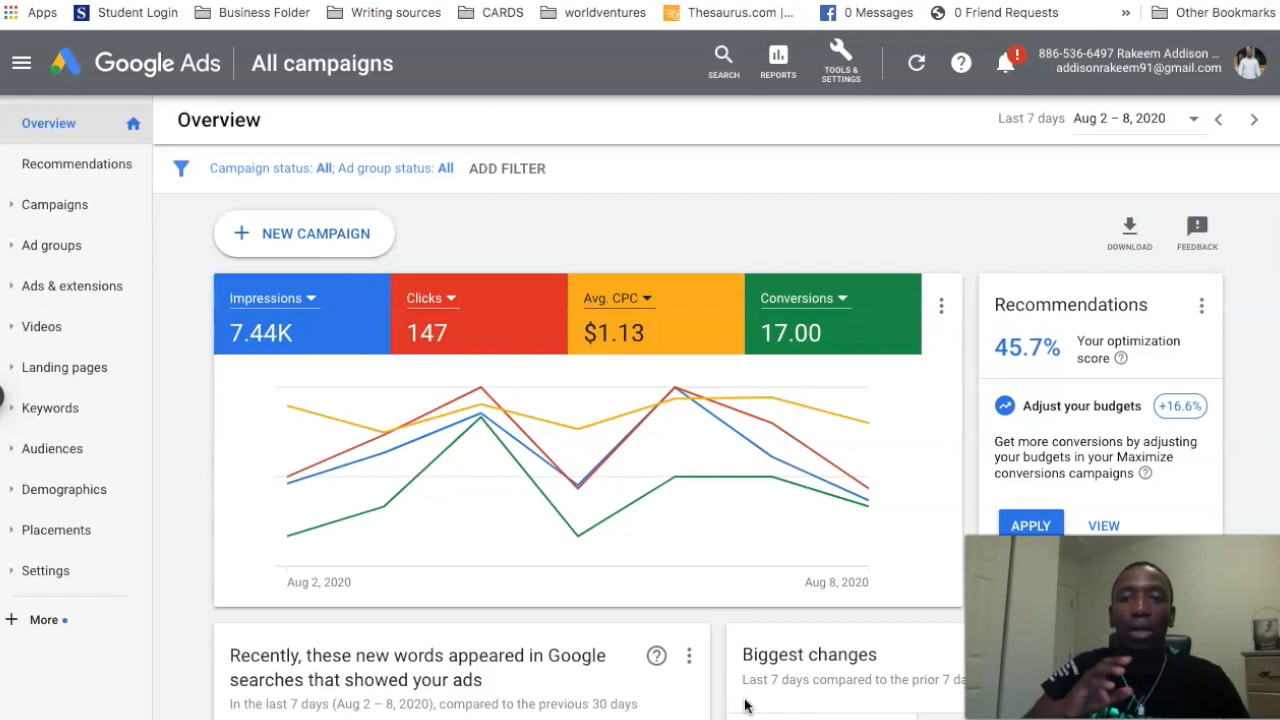 Apps
Student Login
Business Folder
Writing sources
CARDS
worldventures
Thesaurus.com |...
0 Messages
0 Friend Requests
»
Other Bookmarks
Google Ads
All campaigns
SEARCH
REPORTS
TOOLS &
SETTINGS
886-536-6497 Rakeem Addison ...
addisonrakeem91@gmail.com
Overview
Recommendations
Campaigns
Ad groups
Ads & extensions
Videos
Landing pages
Keywords
Audiences
Demographics
Placements
Settings
+ More
Overview
Last 7 days Aug 2 – 8, 2020
Campaign status: All; Ad group status: All ADD FILTER
+ NEW CAMPAIGN
DOWNLOAD
FEEDBACK
Impressions
7.44K
Clicks
147
Avg. CPC
$1.13
Conversions
17.00
Aug 2, 2020
Aug 8, 2020
Recommendations
45.7%
Your optimization
score
Adjust your budgets
+16.6%
Get more conversions by adjusting
your budgets in your Maximize
conversions campaigns
APPLY
VIEW
Recently, these new words appeared in Google
searches that showed your ads
In the last 7 days (Aug 2 – 8, 2020), compared to the previous 30 days
Biggest changes
Last 7 days compared to the prior 7 da